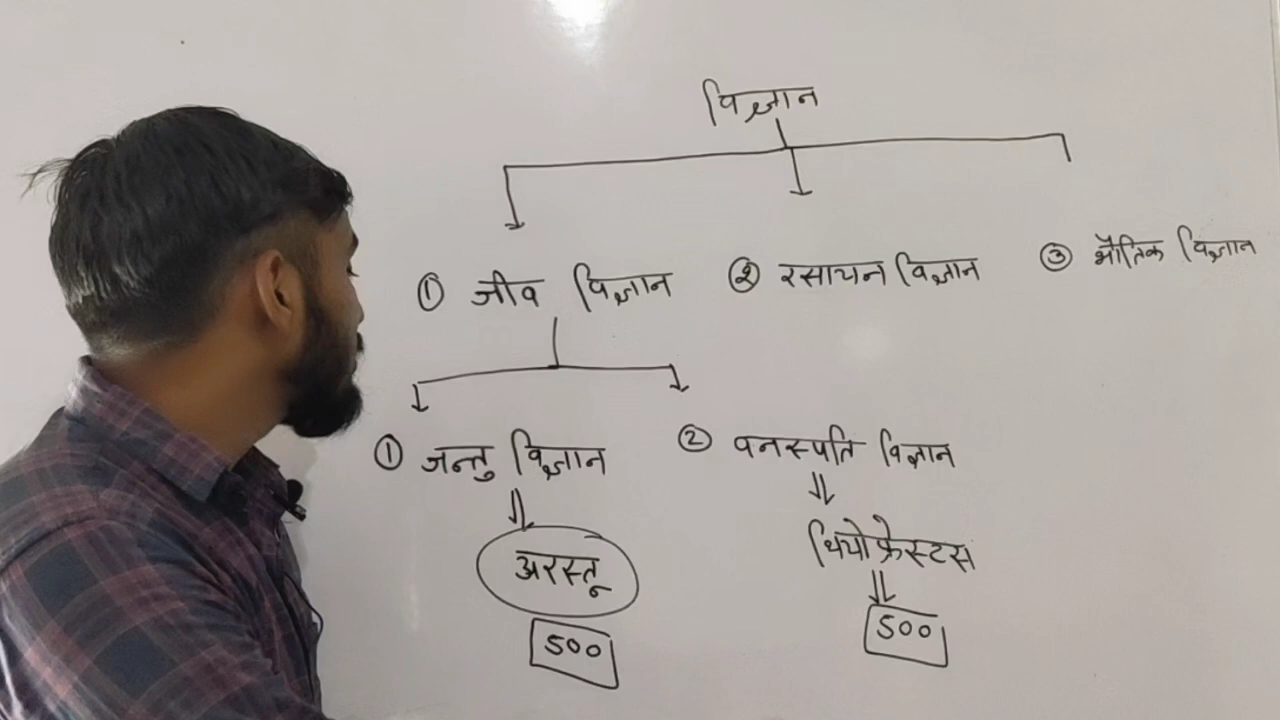 विज्ञान
① जीव विज्ञान ② रसायन विज्ञान ③ भौतिक विज्ञान
① जन्तु विज्ञान ② वनस्पति विज्ञान
अरस्तू थियोफ्रेस्टस
500 500